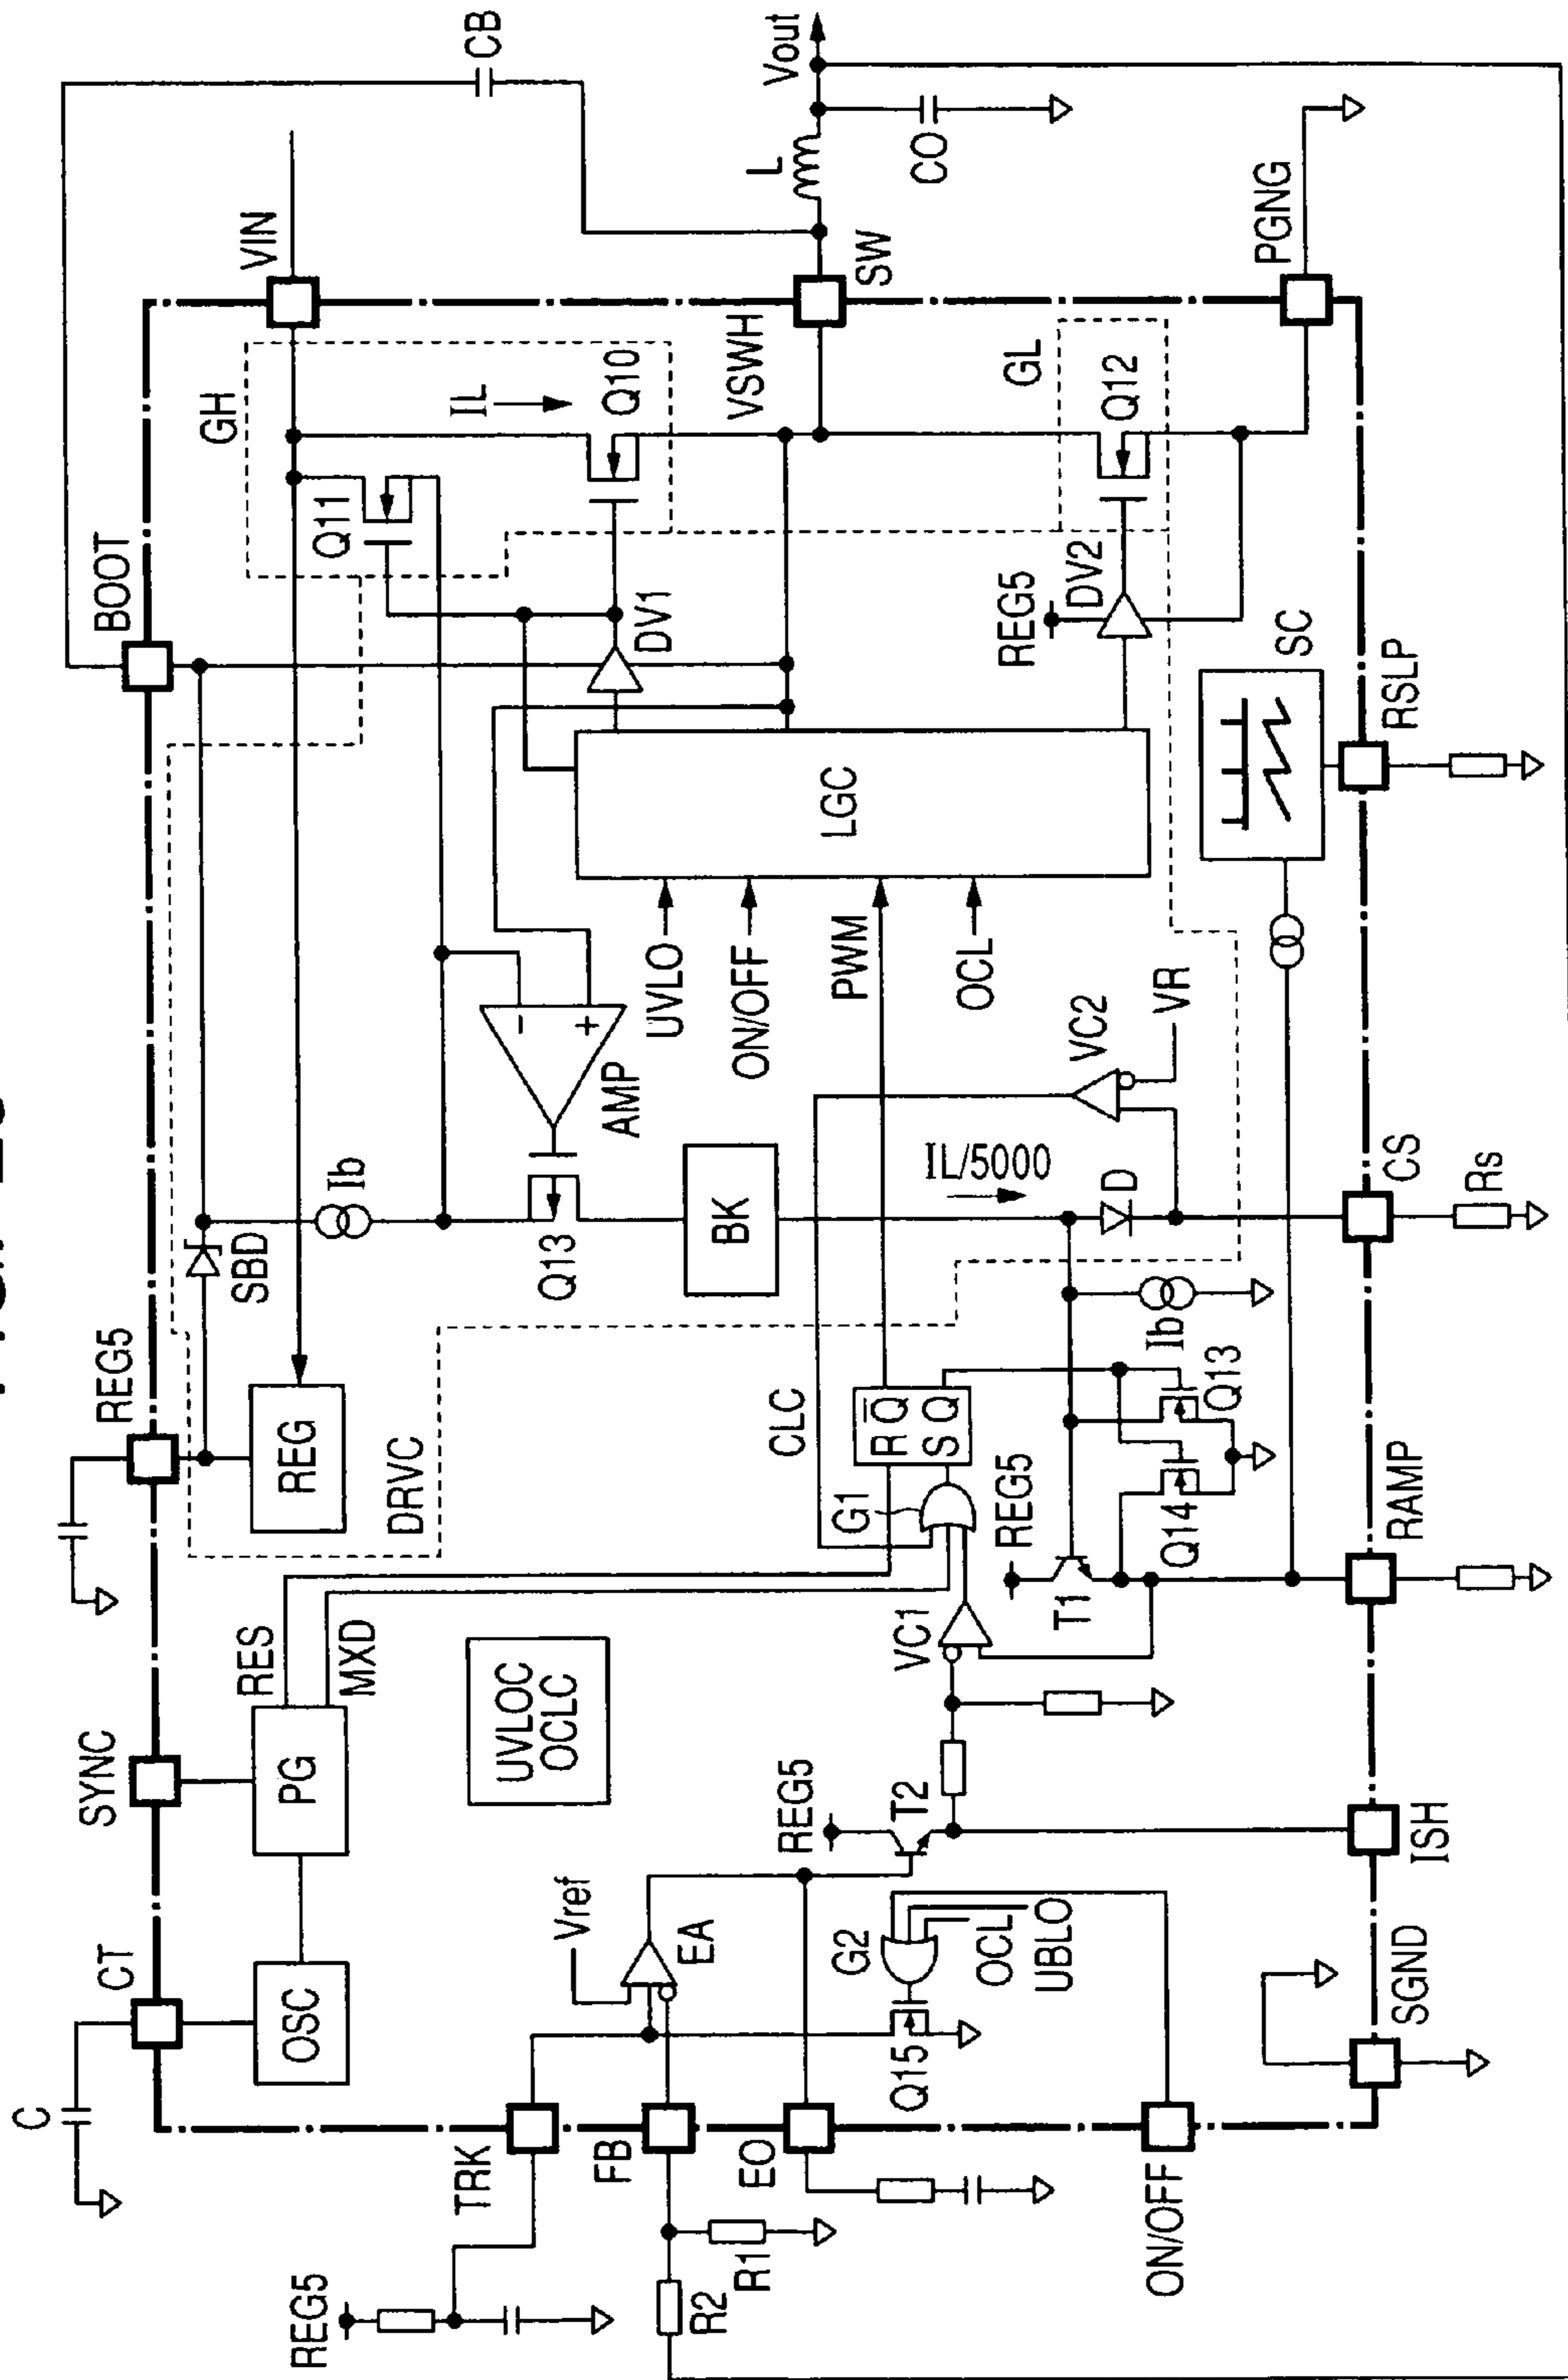 C
CT
SYNC
REG5
BOOT
VIN
CB
OSC
PG
RES
MXD
REG
SBD
DRVC
UVLOC
OCLC
Ib
Q13
AMP
-
+
BK
Q11
GH
IL
Q10
DV1
VSWH
SW
L
Vout
CO
UVLO
ON/OFF
PWM
OCL
LGC
REG5
DV2
GL
Q12
PGNG
REG5
TRK
FB
EO
ON/OFF
R2
R1
Vref
EA
G2
Q15
OCL
UBLO
REG5
T2
VC1
G1
CLC
R Q
S Q
REG5
T1
Q14
Q13
Ib
IL/5000
D
VC2
VR
SC
SGND
ISH
RAMP
CS
Rs
RSLP